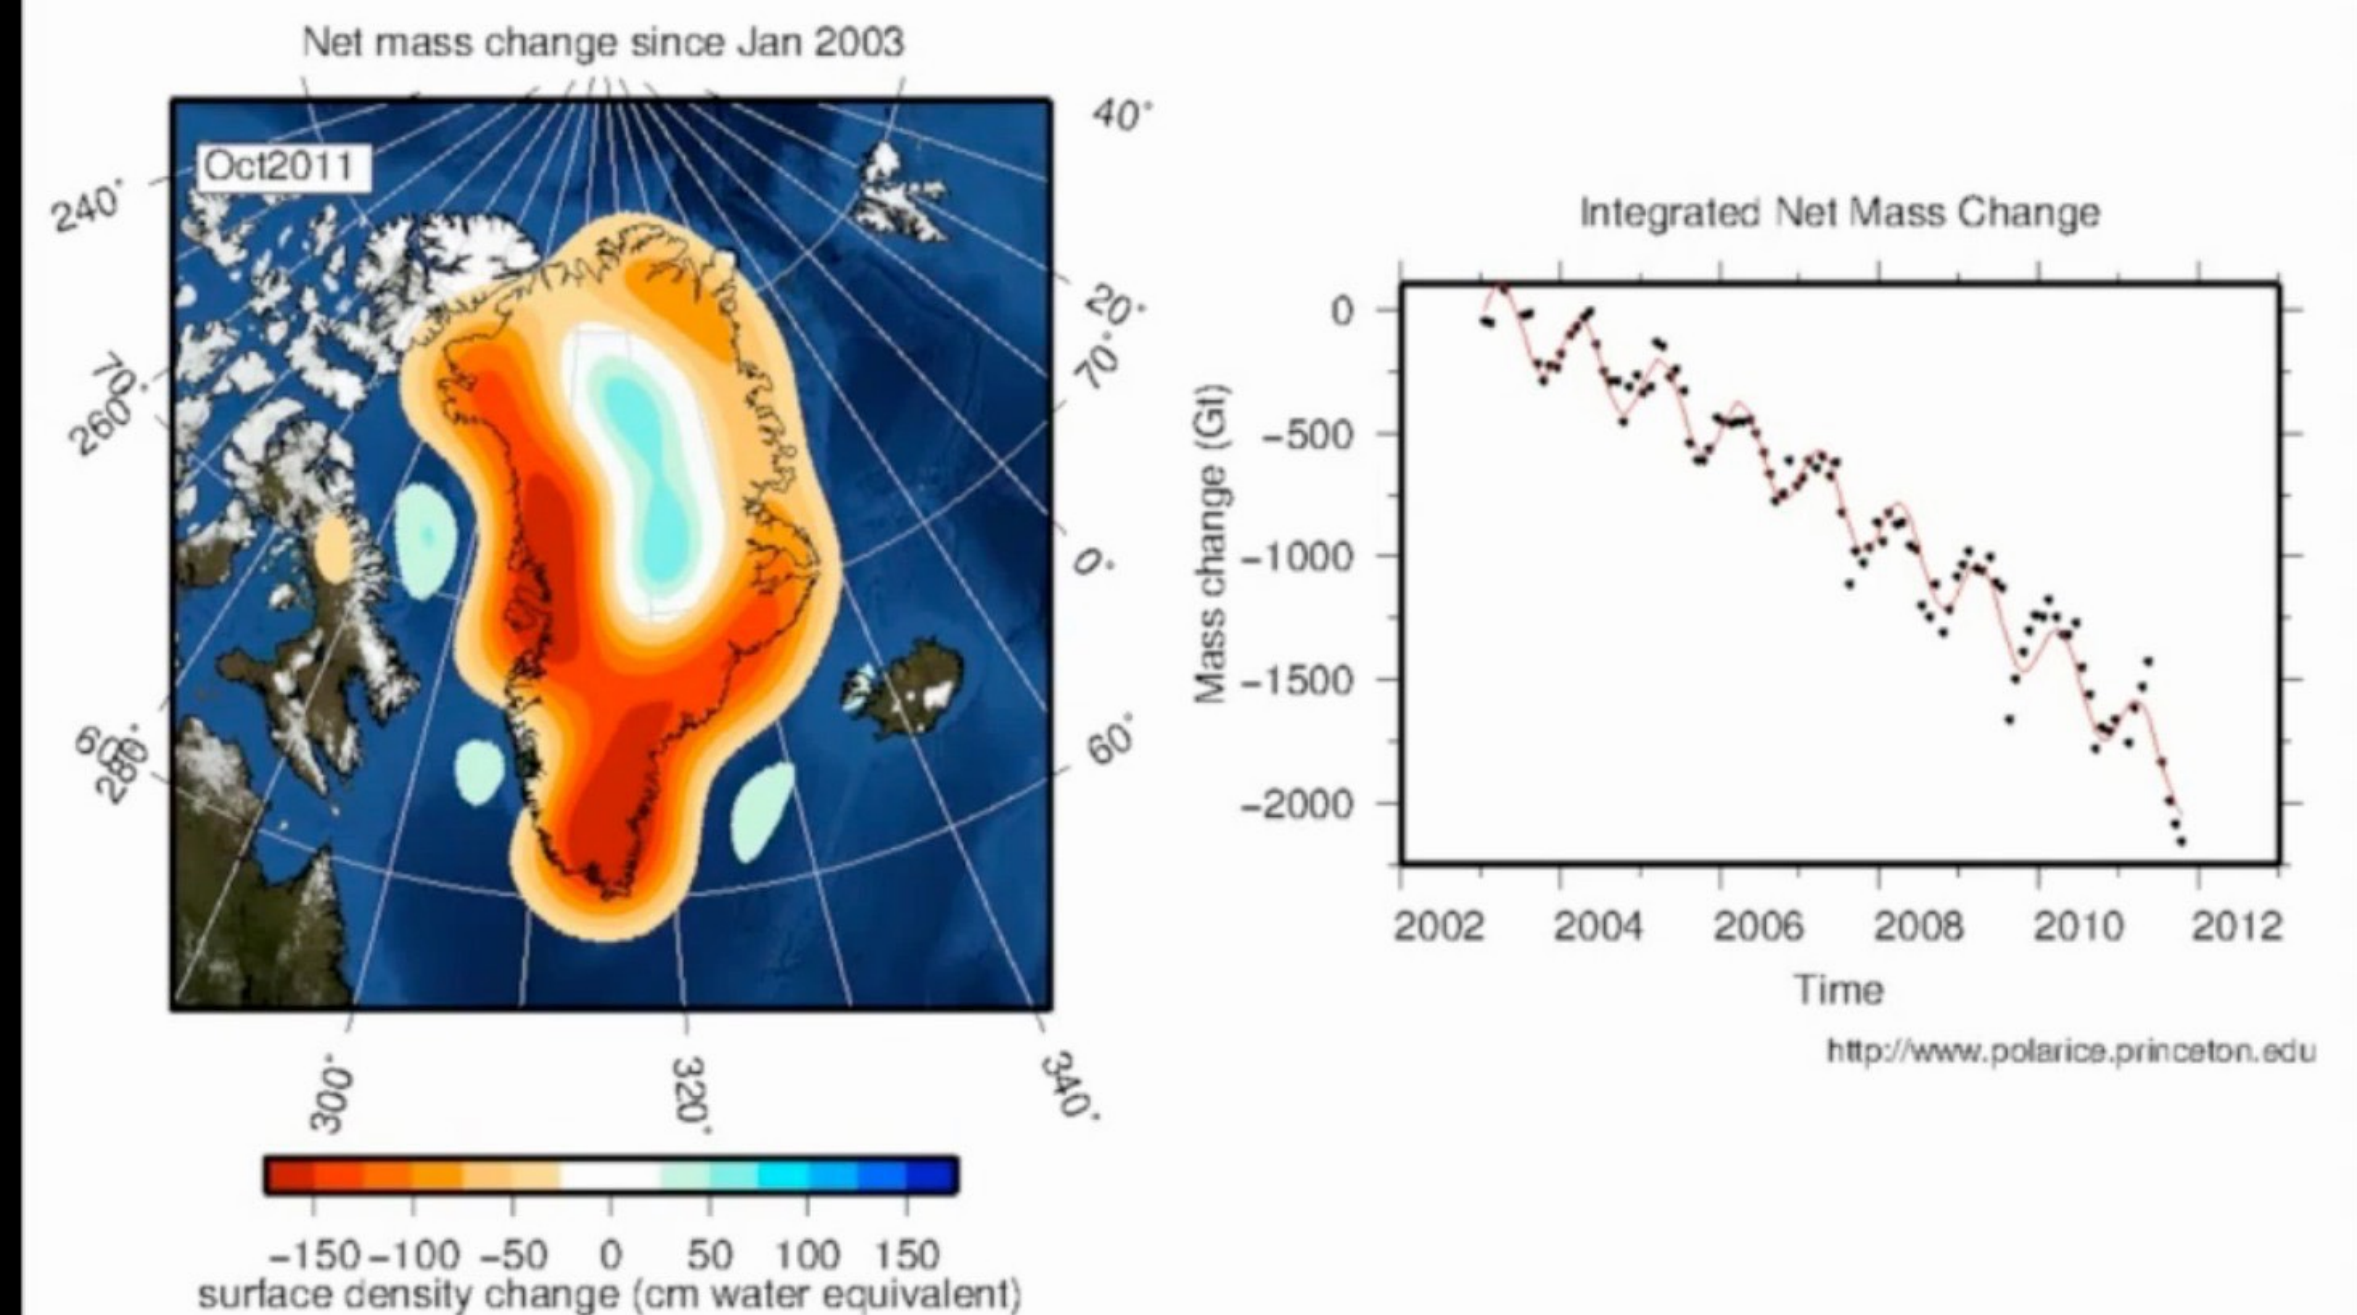 Net mass change since Jan 2003
Oct2011
40°
240°
20°
70°
70°
260°
0°
60°
280°
300°
320°
340°
−150 −100 −50 0 50 100 150
surface density change (cm water equivalent)
Integrated Net Mass Change
Mass change (Gt)
0
−500
−1000
−1500
−2000
2002 2004 2006 2008 2010 2012
Time
http://www.polarice.princeton.edu